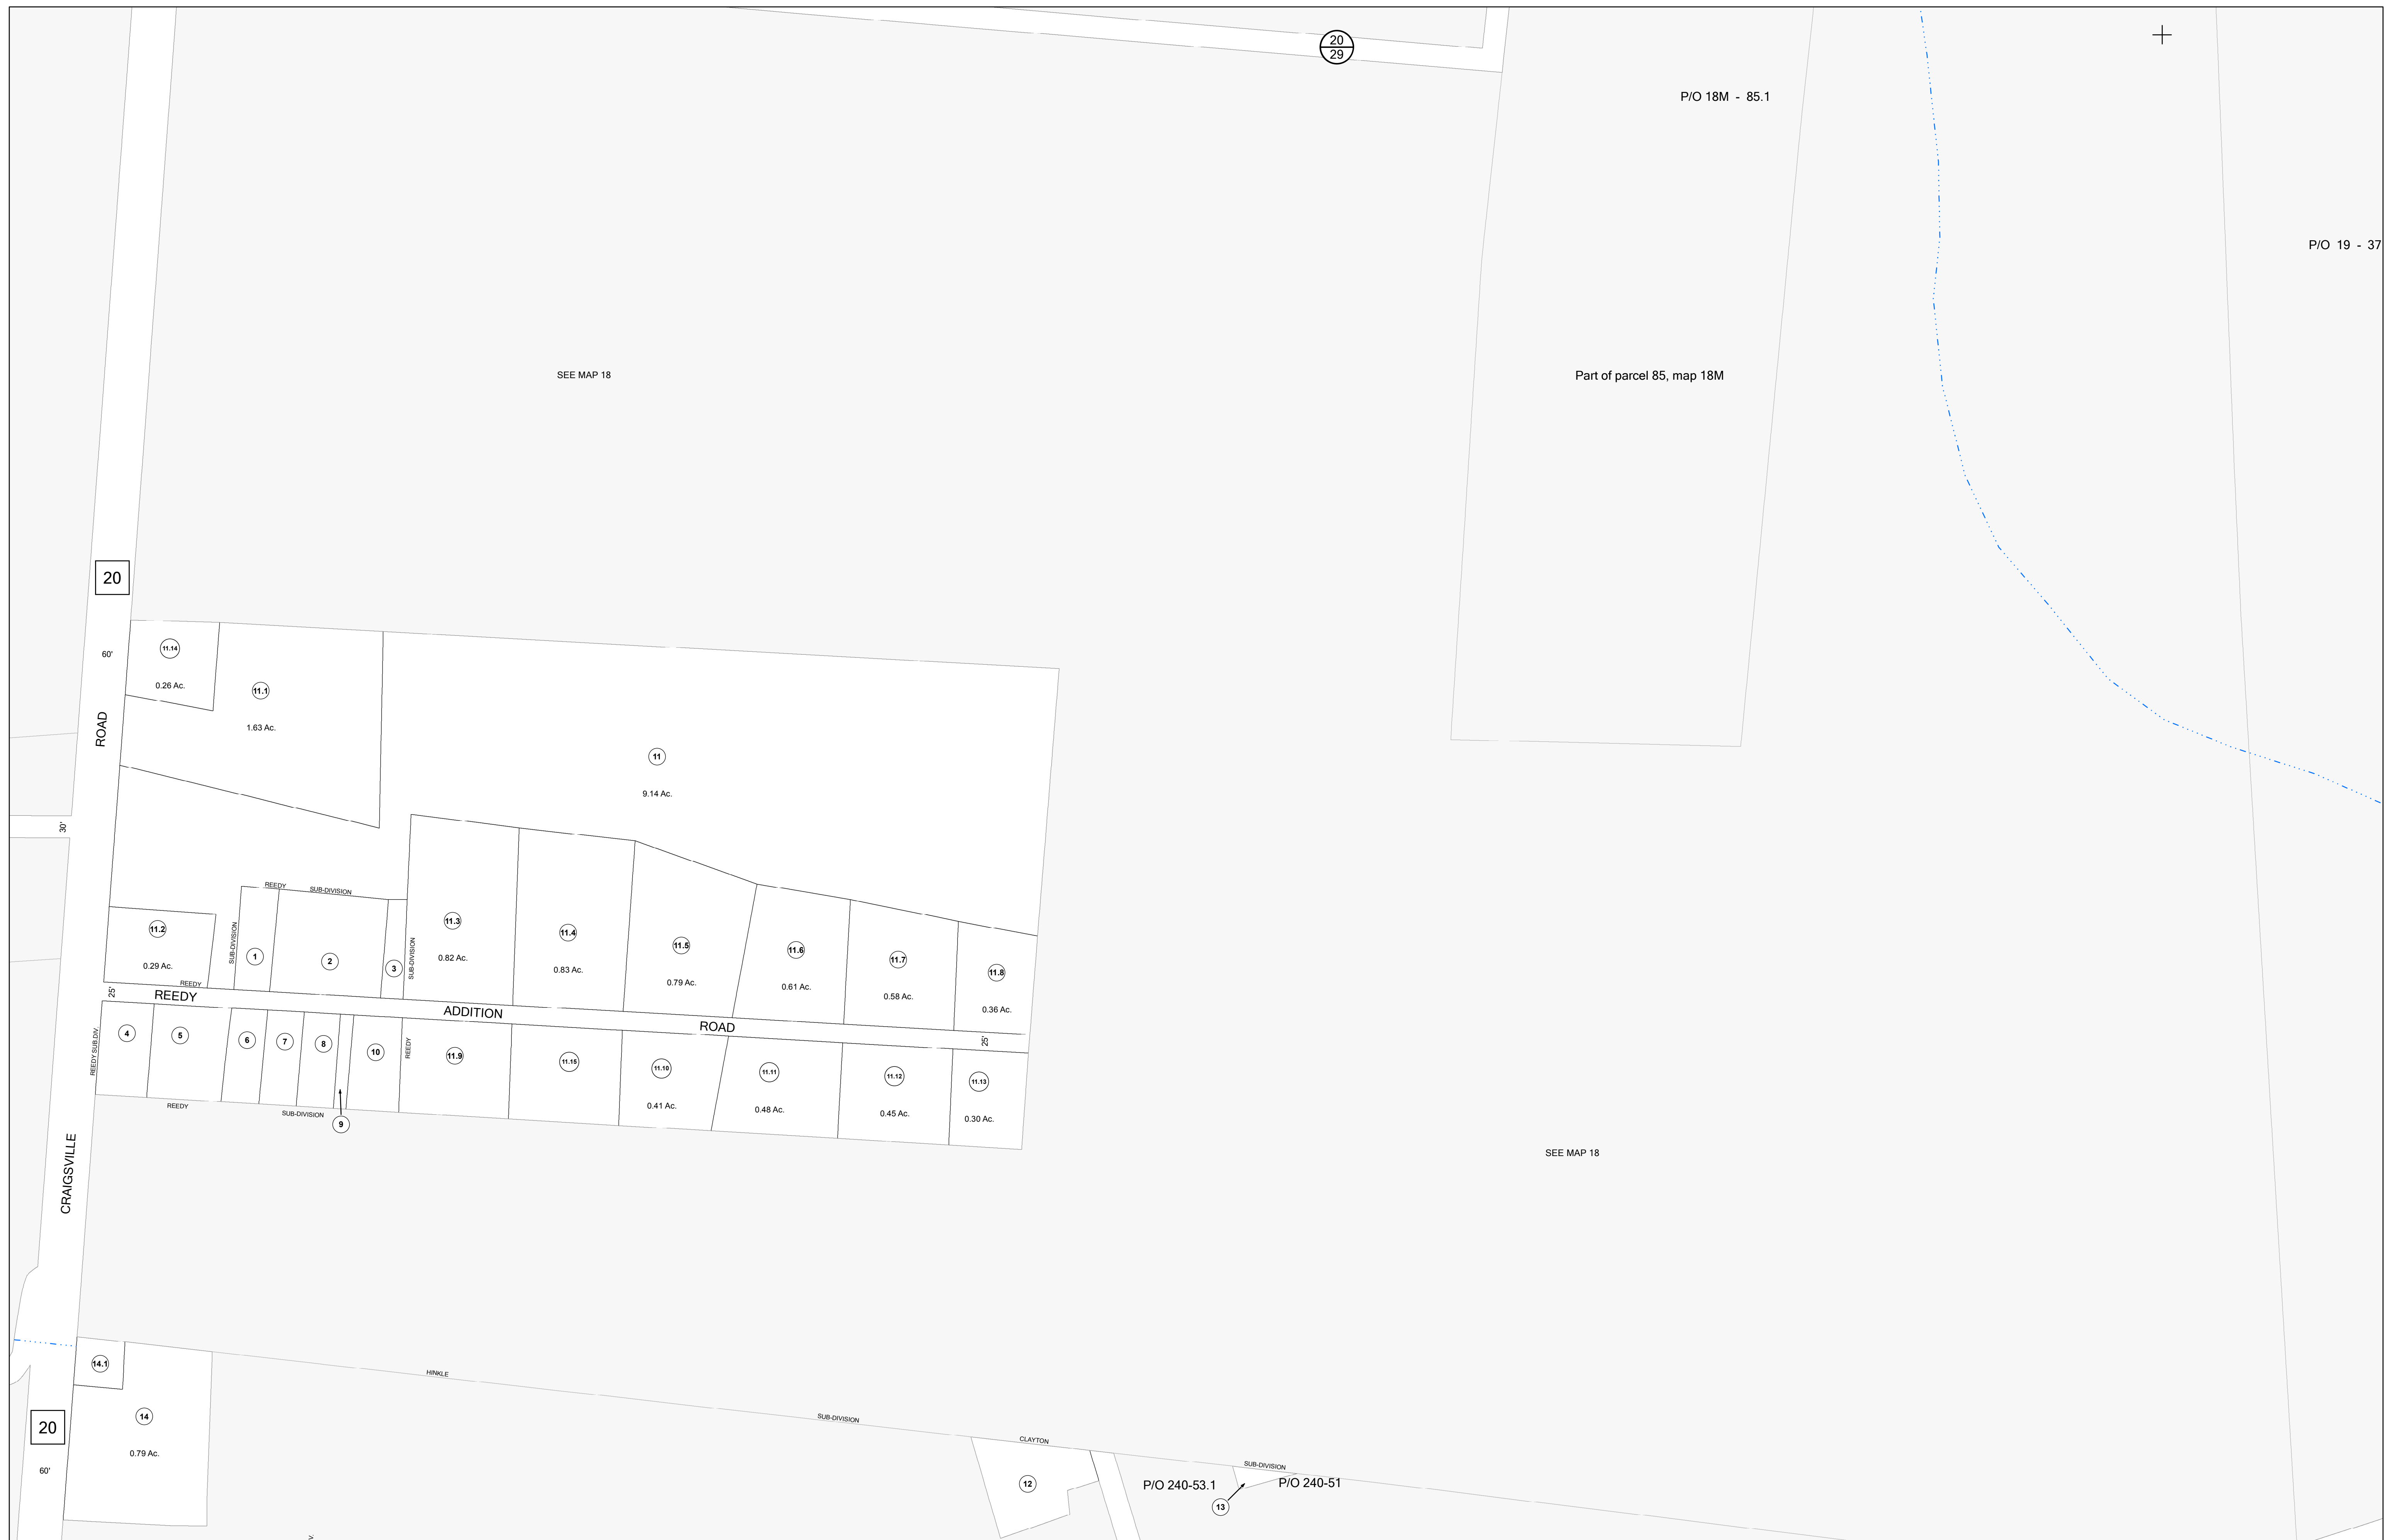 20
29
P/O 18M - 85.1
P/O 19 - 37
SEE MAP 18
Part of parcel 85, map 18M
20
60'
ROAD
11.14
0.26 Ac.
11.1
1.63 Ac.
11
9.14 Ac.
30'
REEDY
SUB-DIVISION
SUB-DIVISION
11.2
0.29 Ac.
REEDY
1
2
3
SUB-DIVISION
11.3
0.82 Ac.
11.4
0.83 Ac.
11.5
0.79 Ac.
11.6
0.61 Ac.
11.7
0.58 Ac.
11.8
0.36 Ac.
25'
REEDY
ADDITION
ROAD
25'
REEDY SUB.DIV.
4
5
6
7
8
10
REEDY
11.9
11.15
11.10
0.41 Ac.
11.11
0.48 Ac.
11.12
0.45 Ac.
11.13
0.30 Ac.
REEDY
SUB-DIVISION
9
CRAIGSVILLE
SEE MAP 18
14.1
14
0.79 Ac.
20
60'
HINKLE
SUB-DIVISION
CLAYTON
SUB-DIVISION
12
P/O 240-53.1
13
P/O 240-51